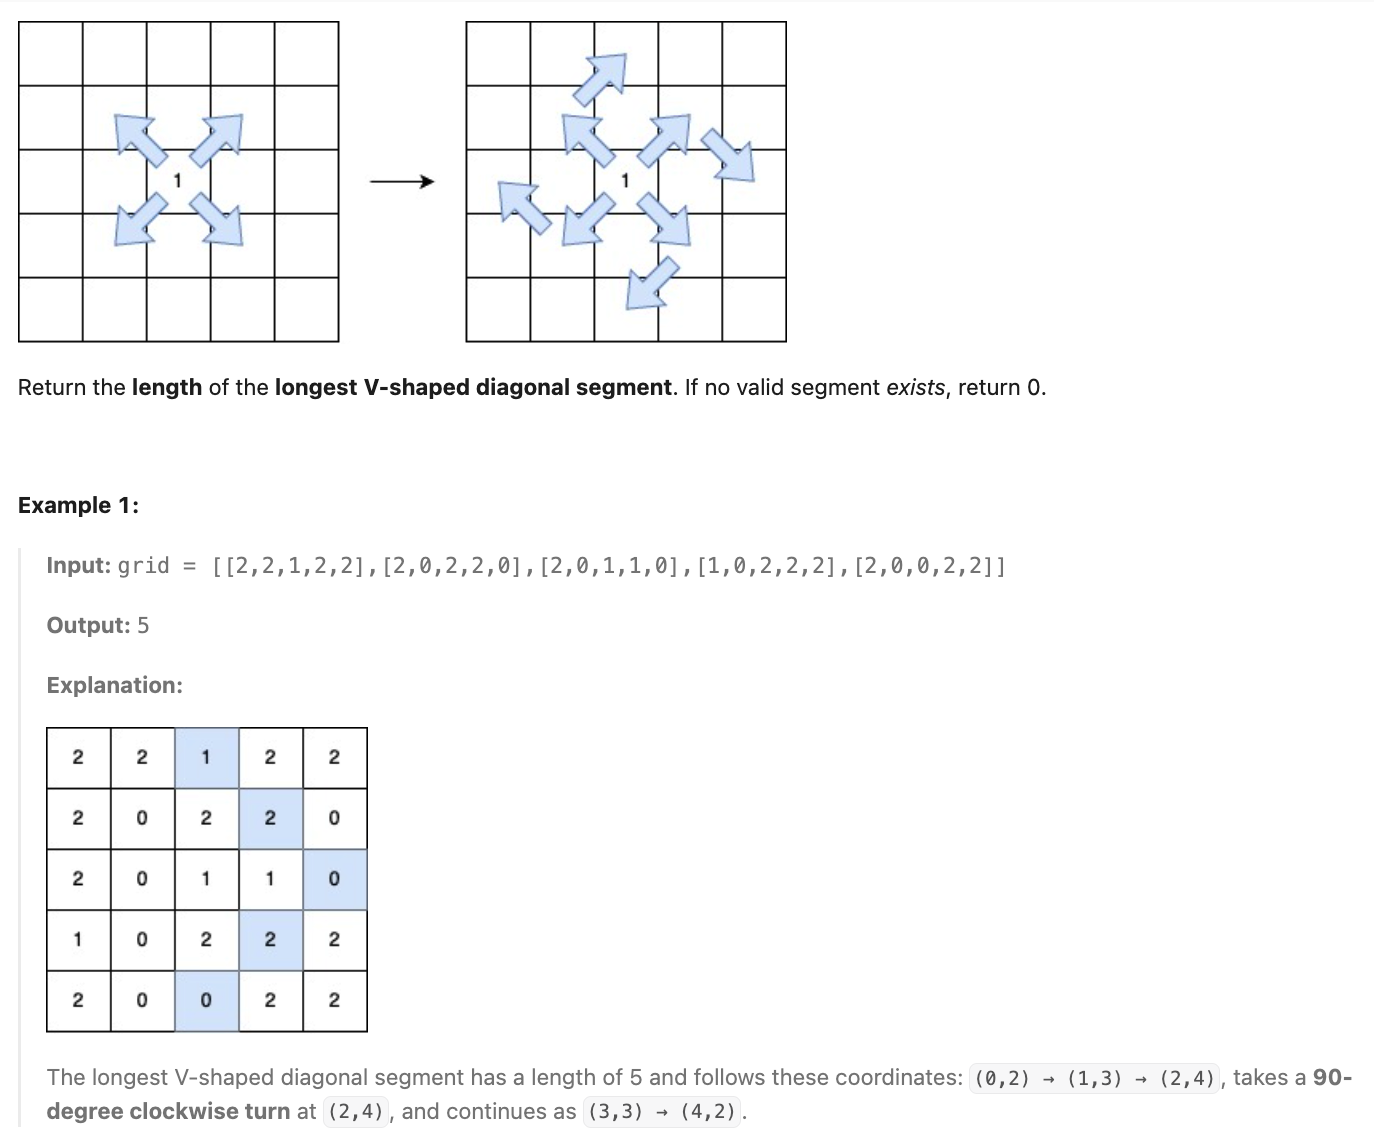 1 1
Return the length of the longest V-shaped diagonal segment. If no valid segment exists, return 0.
Example 1:
Input: grid = [[2,2,1,2,2],[2,0,2,2,0],[2,0,1,1,0],[1,0,2,2,2],[2,0,0,2,2]]
Output: 5
Explanation:
2 2 1 2 2
2 0 2 2 0
2 0 1 1 0
1 0 2 2 2
2 0 0 2 2
The longest V-shaped diagonal segment has a length of 5 and follows these coordinates: (0,2) → (1,3) → (2,4), takes a 90-
degree clockwise turn at (2,4), and continues as (3,3) → (4,2).